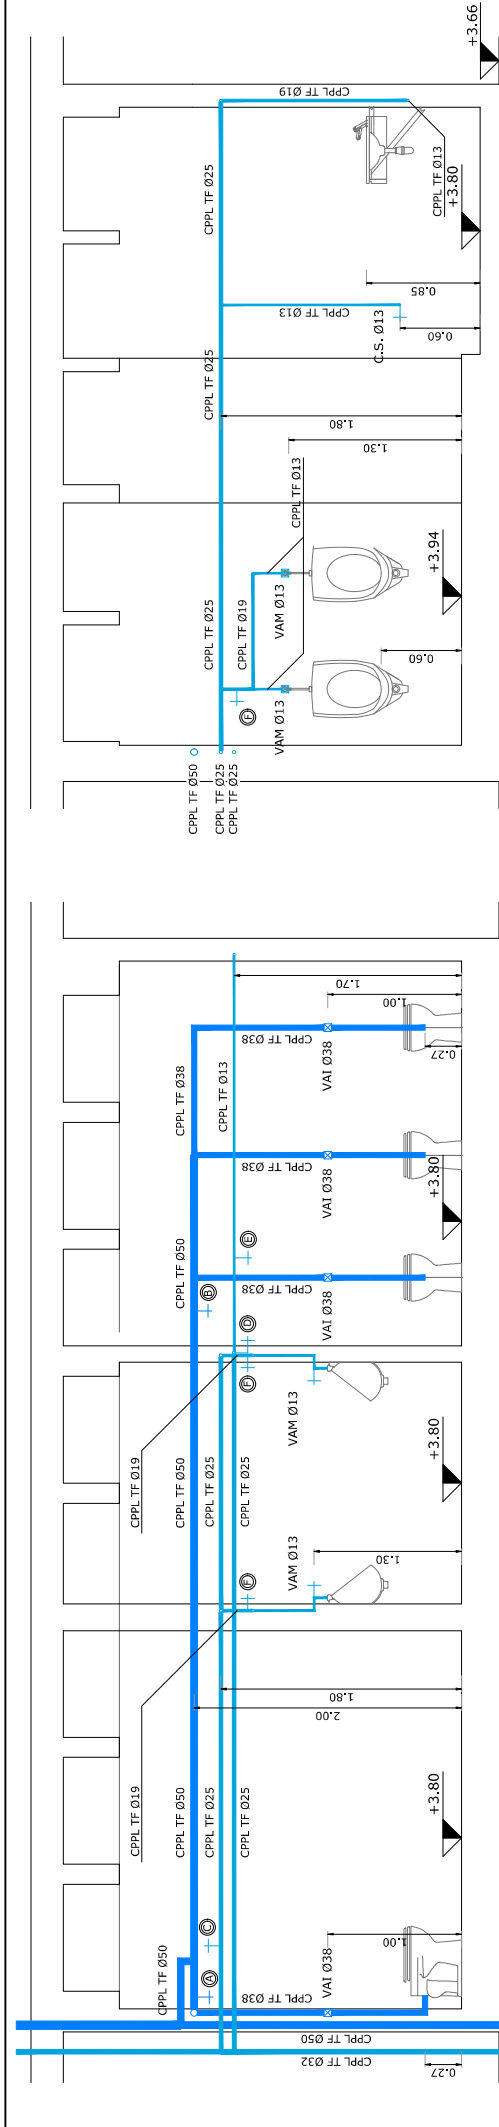 +3.66
CPPL TF Ø19
CPPL TF Ø25
CPPL TF Ø13
+3.80
0.85
CPPL TF Ø13
C.S. Ø13
0.60
CPPL TF Ø25
1.80
1.30
CPPL TF Ø13
+3.94
CPPL TF Ø25
CPPL TF Ø19
VAM Ø13
0.60
F
VAM Ø13
CPPL TF Ø50
CPPL TF Ø25
CPPL TF Ø25
1.70
1.00
0.27
CPPL TF Ø38
CPPL TF Ø38
VAI Ø38
CPPL TF Ø13
CPPL TF Ø38
VAI Ø38
+3.80
CPPL TF Ø50
E
B
CPPL TF Ø38
VAI Ø38
D
F
VAM Ø13
CPPL TF Ø19
CPPL TF Ø50
CPPL TF Ø25
CPPL TF Ø25
+3.80
VAM Ø13
1.30
F
1.80
2.00
CPPL TF Ø19
CPPL TF Ø50
CPPL TF Ø25
CPPL TF Ø25
+3.80
C
A
CPPL TF Ø50
1.00
VAI Ø38
CPPL TF Ø38
CPPL TF Ø50
CPPL TF Ø32
0.27